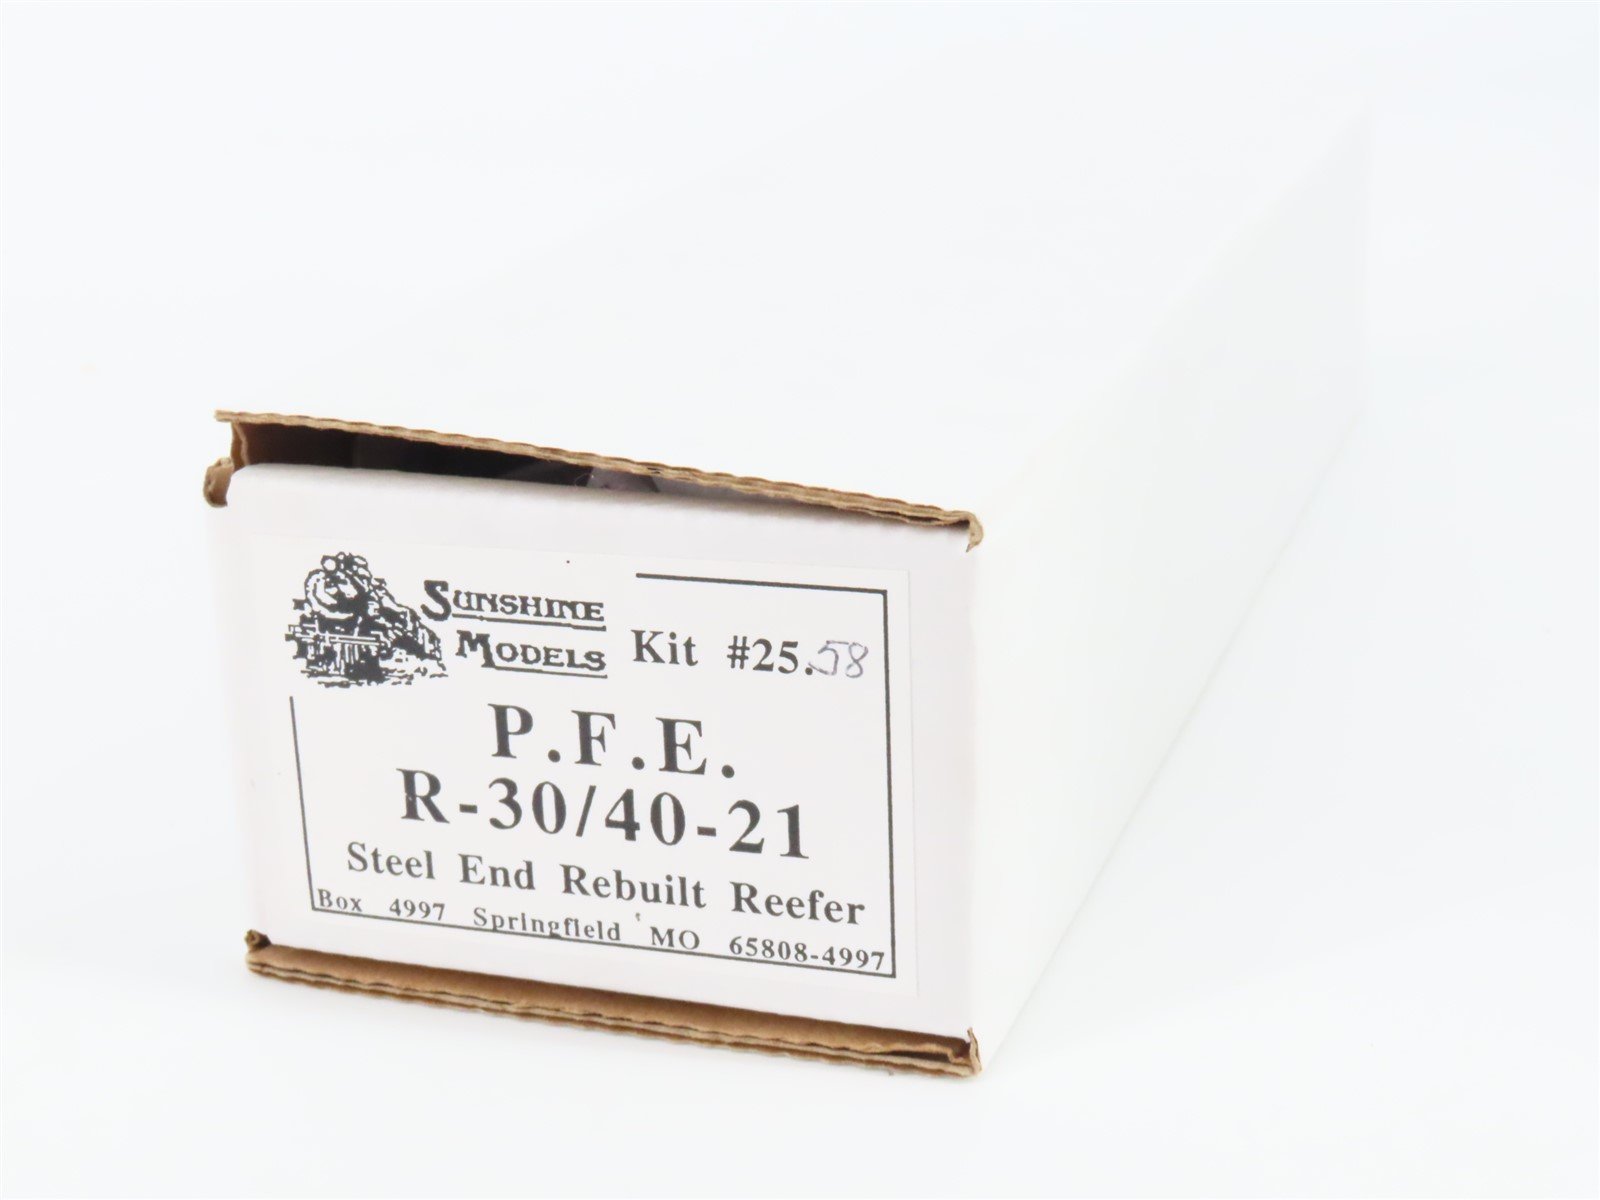 SUNSHINE
MODELS
Kit #25.58
P.F.E.
R-30/40-21
Steel End Rebuilt Reefer
Box 4997 Springfield MO 65808-4997